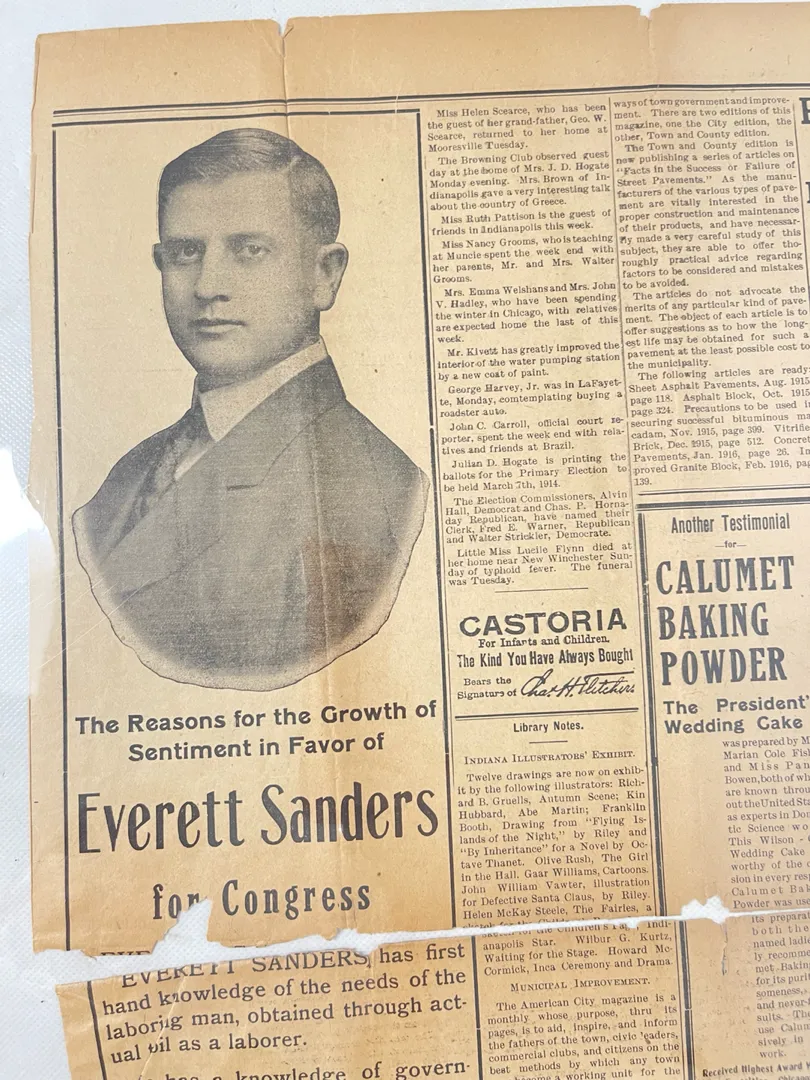 The Reasons for the Growth of
Sentiment in Favor of
Everett Sanders
for Congress
EVERETT SANDERS has first
hand knowledge of the needs of the
laboring man, obtained through act-
ual as a laborer.
has a knowledge of govern-
Miss Helen Scearce, who has been
the guest of her grand-father, Geo. W.
Scearce, returned to her home at
Mooresville Tuesday.
The Browning Club observed guest
day at the home of Mrs. J. D. Hogate
Monday evening. Mrs. Brown of In-
dianapolis gave a very interesting talk
about the country of Greece.
Miss Ruth Pattison is the guest of
friends in Indianapolis this week.
Miss Nancy Grooms, who is teaching
at Muncie spent the week end with
her parents, Mr. and Mrs. Walter
Grooms.
Mrs. Emma Welshans and Mrs. John
V. Hadley, who have been spending
the winter in Chicago, with relatives
are expected home the last of this
week.
Mr. Kivett has greatly improved the
interior of the water pumping station
by a new coat of paint.
George Harvey, Jr. was in LaFayet-
te, Monday, comtemplating buying a
roadster auto.
John C. Carroll, official court re-
porter, spent the week end with rela-
tives and friends at Brazil.
Julian D. Hogate is printing the
ballots for the Primary Election to
be held March 7th, 1914.
The Election Commissioners, Alvin
Hall, Democrat and Chas. P. Horna-
day Republican, have named their
Clerk, Fred E. Warner, Republican
and Walter Strickler, Democrate.
Little Miss Lucile Flynn died at
her home near New Winchester Sun-
day of typhoid fever. The funeral
was Tuesday.
CASTORIA
For Infants and Children.
The Kind You Have Always Bought
Bears the
Signature of Chas H Fletcher
Library Notes.
INDIANA ILLUSTRATORS' EXHIBIT.
Twelve drawings are now on exhib-
it by the following illustrators: Rich-
ard B. Gruells, Autumn Scene; Kin
Hubbard, Abe Martin; Franklin
Booth, Drawing from "Flying Is-
lands of the Night," by Riley and
"By Inheritance" for a Novel by Oc-
tave Thanet. Olive Rush, The Girl
in the Hall. Gaar Williams, Cartoons.
John William Vawter, illustration
for Defective Santa Claus, by Riley.
Helen McKay Steele, The Fairies, a
sketch for the Children's Page, Indi-
anapolis Star. Wilbur G. Kurtz,
Waiting for the Stage. Howard Mc-
Cormick, Inca Ceremony and Drama.
MUNICIPAL IMPROVEMENT.
The American City magazine is a
monthly whose purpose, thru its
pages, is to aid, inspire, and inform
the fathers of the town, civic leaders,
commercial clubs, and citizens on the
best methods by which any town
become a working unit for the
ways of town government and improve-
ment. There are two editions of this
magazine, one the City edition, the
other, Town and County edition.
The Town and County edition is
now publishing a series of articles on
"Facts in the Success or Failure of
Street Pavements." As the manu-
facturers of the various types of pave-
ment are vitally interested in the
proper construction and maintenance
of their products, and have necessar-
ily made a very careful study of this
subject, they are able to offer tho-
roughly practical advice regarding
factors to be considered and mistakes
to be avoided.
The articles do not advocate the
merits of any particular kind of pave-
ment. The object of each article is to
offer suggestions as to how the long-
est life may be obtained for such a
pavement at the least possible cost to
the municipality.
The following articles are ready:
Sheet Asphalt Pavements, Aug. 1915
page 118. Asphalt Block, Oct. 1915
page 324. Precautions to be used in
securing successful bituminous ma
cadam, Nov. 1915, page 399. Vitrifie
Brick, Dec. 1915, page 512. Concret
Pavements, Jan. 1916, page 26. Im
proved Granite Block, Feb. 1916, pag
139.
Another Testimonial
—for—
CALUMET
BAKING
POWDER
The President'
Wedding Cake
was prepared by M
Marian Cole Fis
and Miss Pan
Bowen, both of wh
are known throu
out the United St
as experts in Don
tic Science wo
This Wilson - 
Wedding Cake
worthy of the c
sion in every resp
Calumet Bak
Powder was use
its prepara
both the
named ladi
ly recomme
met Bakin
for its puri
someness,
and never-
sults. The
use Calum
sively in
work.
Received Highest Award